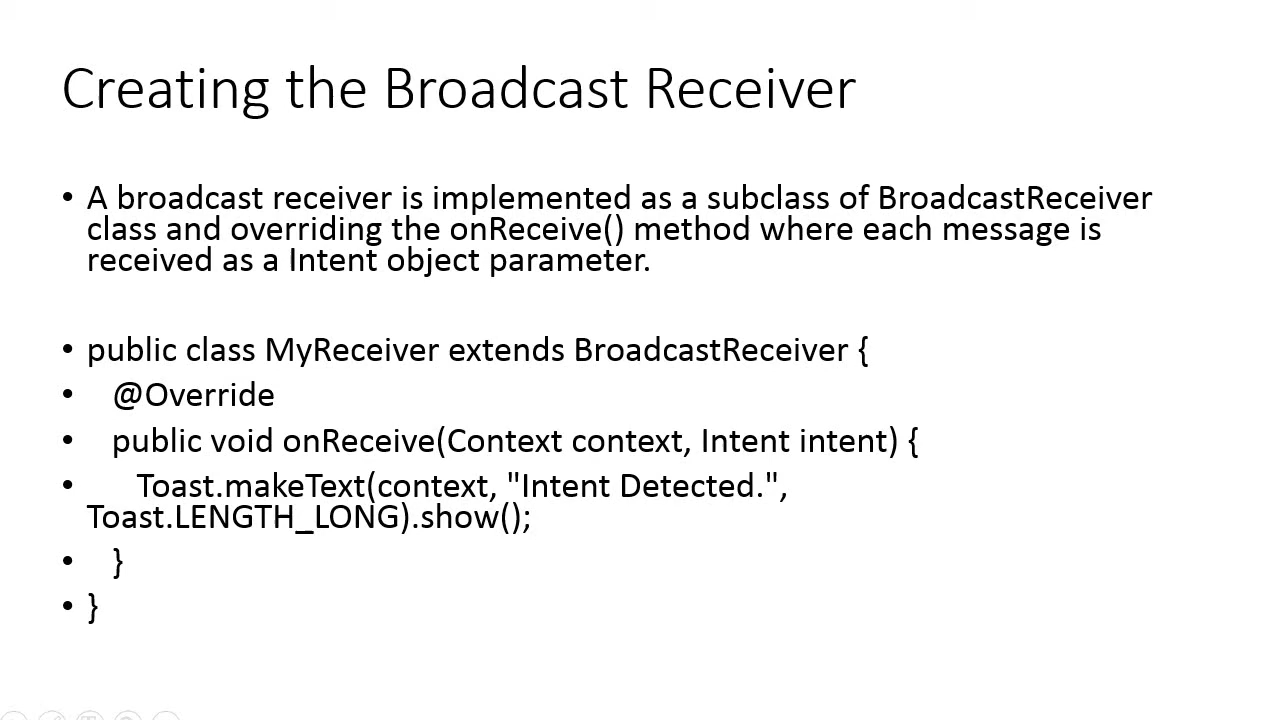 Creating the Broadcast Receiver
• A broadcast receiver is implemented as a subclass of BroadcastReceiver
class and overriding the onReceive() method where each message is
received as a Intent object parameter.
• public class MyReceiver extends BroadcastReceiver {
• @Override
• public void onReceive(Context context, Intent intent) {
• Toast.makeText(context, "Intent Detected.",
Toast.LENGTH_LONG).show();
• }
• }